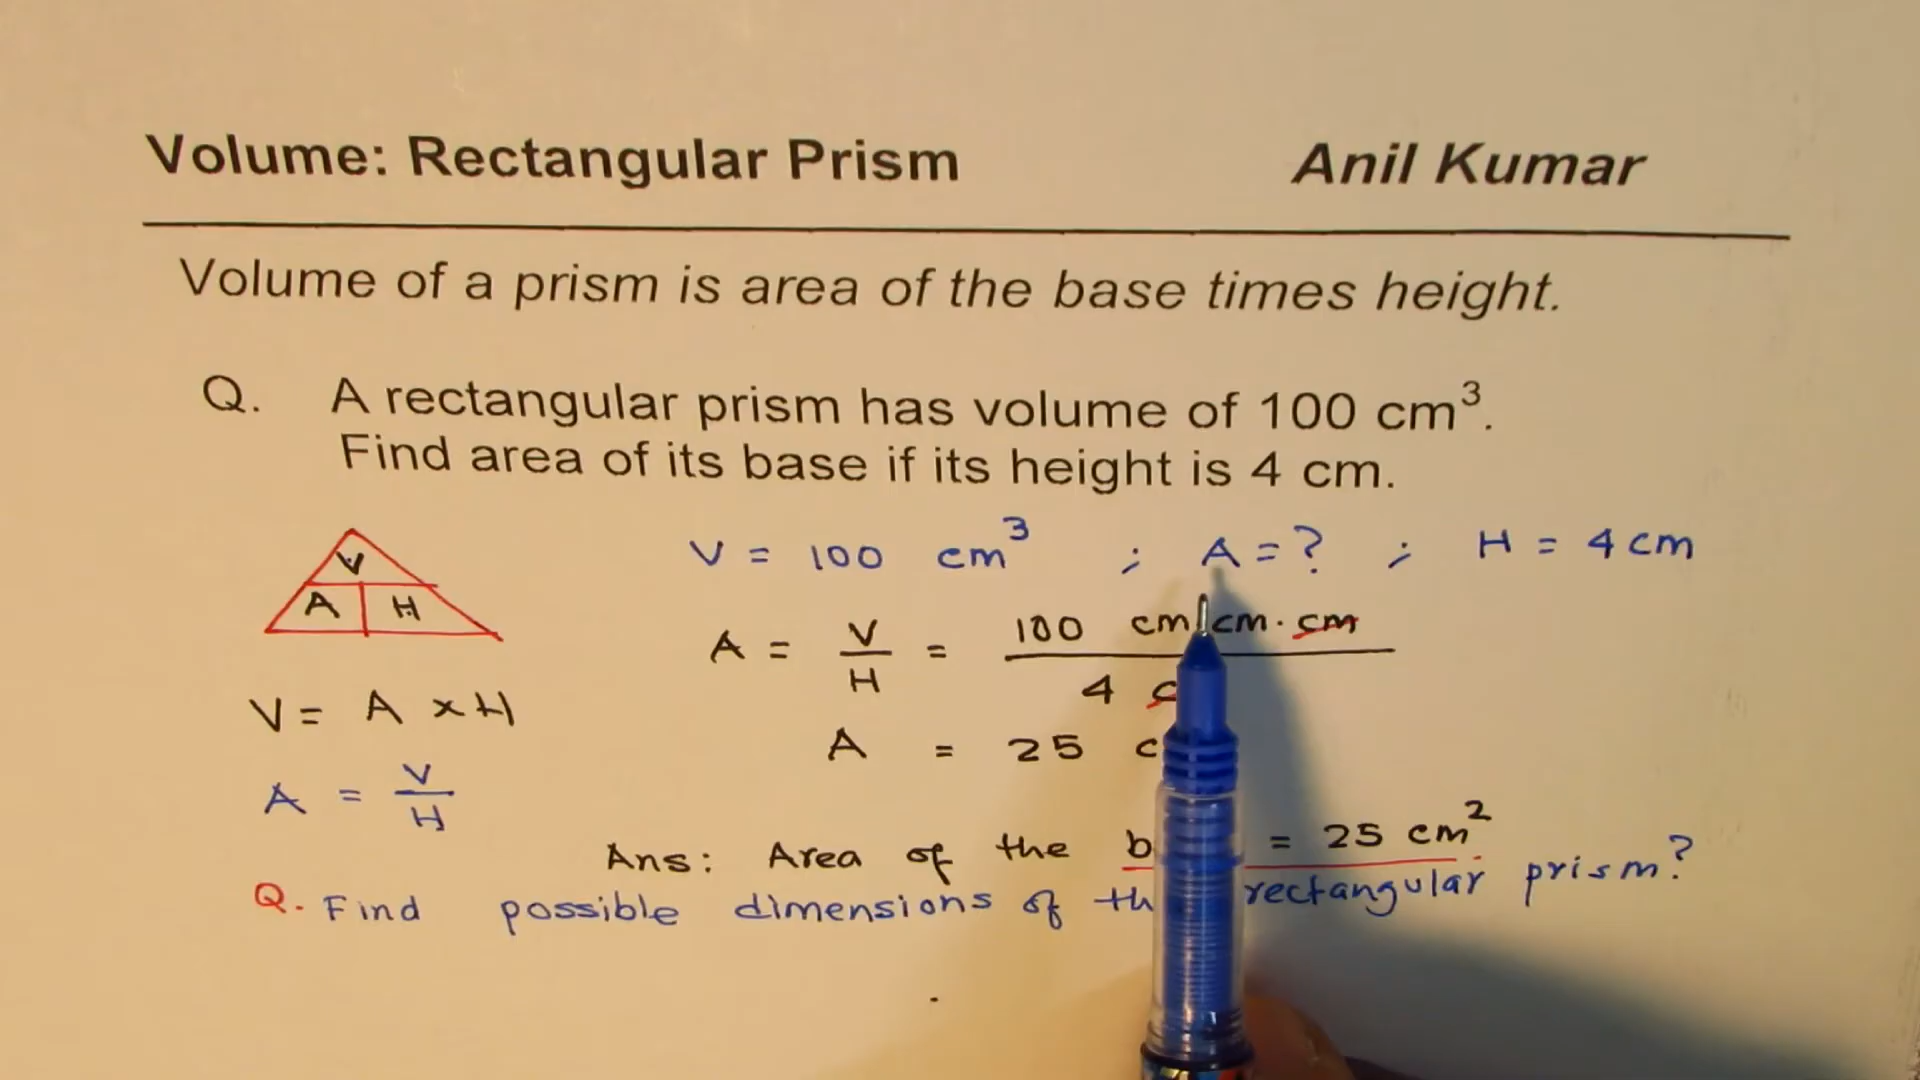 Volume: Rectangular Prism Anil Kumar
Volume of a prism is area of the base times height.
Q. A rectangular prism has volume of 100 cm³.
Find area of its base if its height is 4 cm.
V = 100 cm³ ; A = ? ; H = 4 cm
V
A H
A = V/H = 100 cm cm · cm
4
V = A x H
A = 25
A = V/H
Ans: Area of the = 25 cm²
Q. Find possible dimensions of rectangular prism?